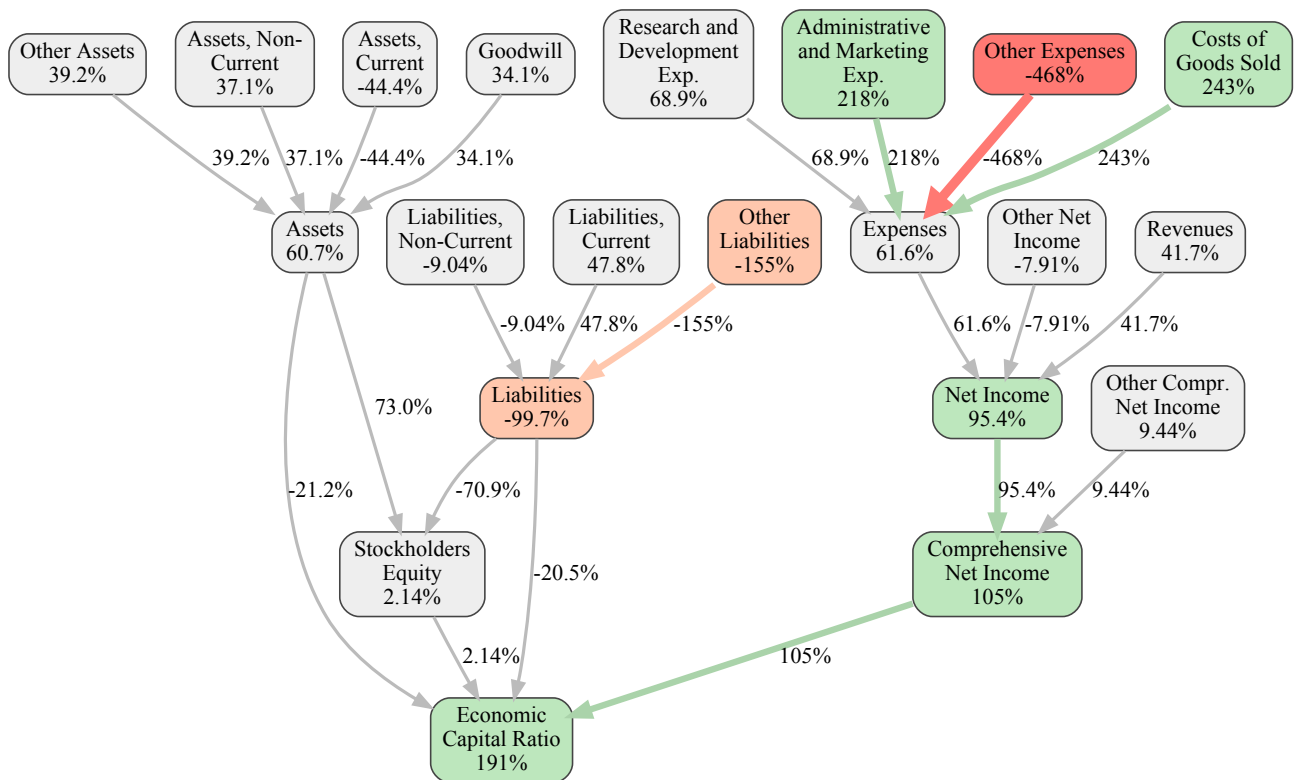 Other Assets
39.2%
Assets, Non-
Current
37.1%
Assets,
Current
-44.4%
Goodwill
34.1%
Research and
Development
Exp.
68.9%
Administrative
and Marketing
Exp.
218%
Other Expenses
-468%
Costs of
Goods Sold
243%
39.2%
37.1%
-44.4%
34.1%
68.9%
218%
-468%
243%
Assets
60.7%
Liabilities,
Non-Current
-9.04%
Liabilities,
Current
47.8%
Other
Liabilities
-155%
Expenses
61.6%
Other Net
Income
-7.91%
Revenues
41.7%
-9.04%
47.8%
-155%
61.6%
-7.91%
41.7%
73.0%
Liabilities
-99.7%
Net Income
95.4%
Other Compr.
Net Income
9.44%
-21.2%
-70.9%
-20.5%
95.4%
9.44%
Stockholders
Equity
2.14%
Comprehensive
Net Income
105%
2.14%
105%
Economic
Capital Ratio
191%